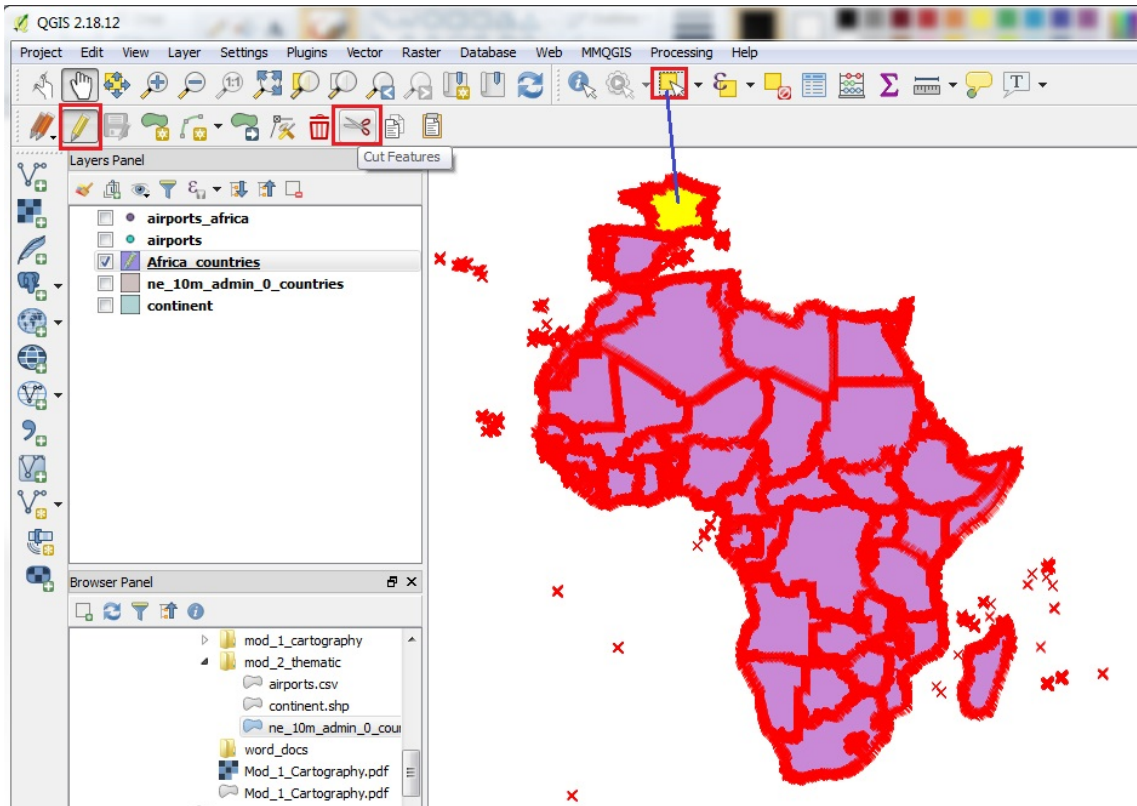 QGIS 2.18.12
Project Edit View Layer Settings Plugins Vector Raster Database Web MMQGIS Processing Help
Cut Features
Layers Panel
airports_africa
airports
Africa_countries
ne_10m_admin_0_countries
continent
Browser Panel
mod_1_cartography
mod_2_thematic
airports.csv
continent.shp
ne_10m_admin_0_cour
word_docs
Mod_1_Cartography.pdf
Mod_1_Cartography.pdf